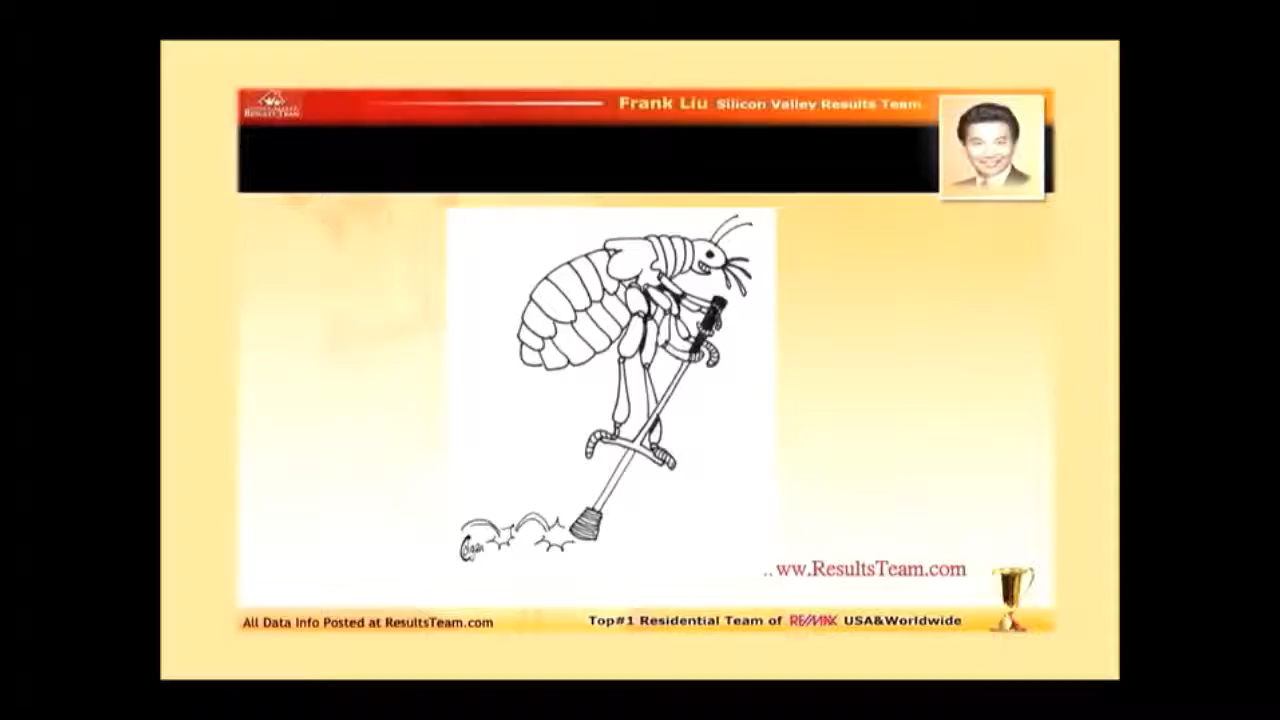 Frank Liu Silicon Valley Results Team
..ww.ResultsTeam.com
All Data Info Posted at ResultsTeam.com
Top#1 Residential Team of RE/MAX USA&Worldwide